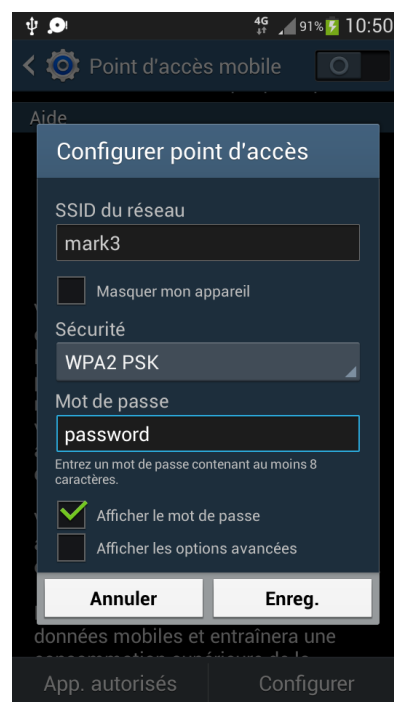 4G 91% 10:50
Point d'accès mobile
Aide
Configurer point d'accès
SSID du réseau
mark3
Masquer mon appareil
Sécurité
WPA2 PSK
Mot de passe
password
Entrez un mot de passe contenant au moins 8
caractères.
Afficher le mot de passe
Afficher les options avancées
Annuler Enreg.
données mobiles et entraînera une
App. autorisés Configurer